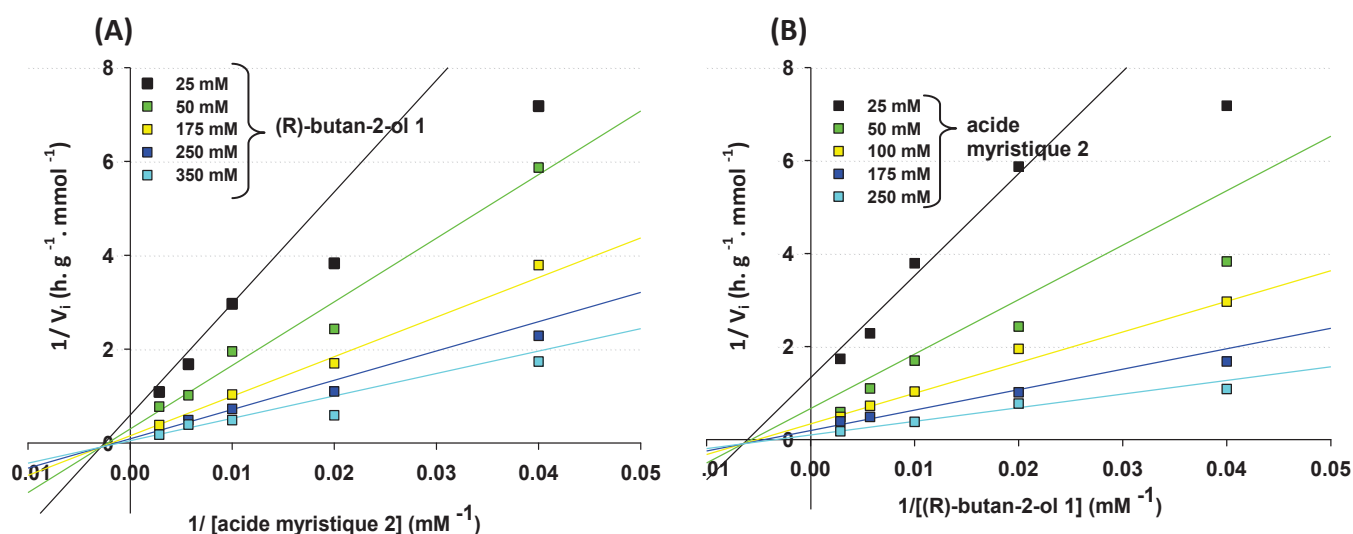 (A)
8
6
4
2
0
0.01
0.00
0.01
0.02
0.03
0.04
0.05
1/ Vi (h. g -1 . mmol -1)
25 mM
50 mM
175 mM
250 mM
350 mM
(R)-butan-2-ol 1
1/ [acide myristique 2] (mM -1)
(B)
8
6
4
2
0
.01
0.00
0.01
0.02
0.03
0.04
0.05
1/ Vi (h. g -1 . mmol -1)
25 mM
50 mM
100 mM
175 mM
250 mM
acide
myristique 2
1/[(R)-butan-2-ol 1] (mM -1)